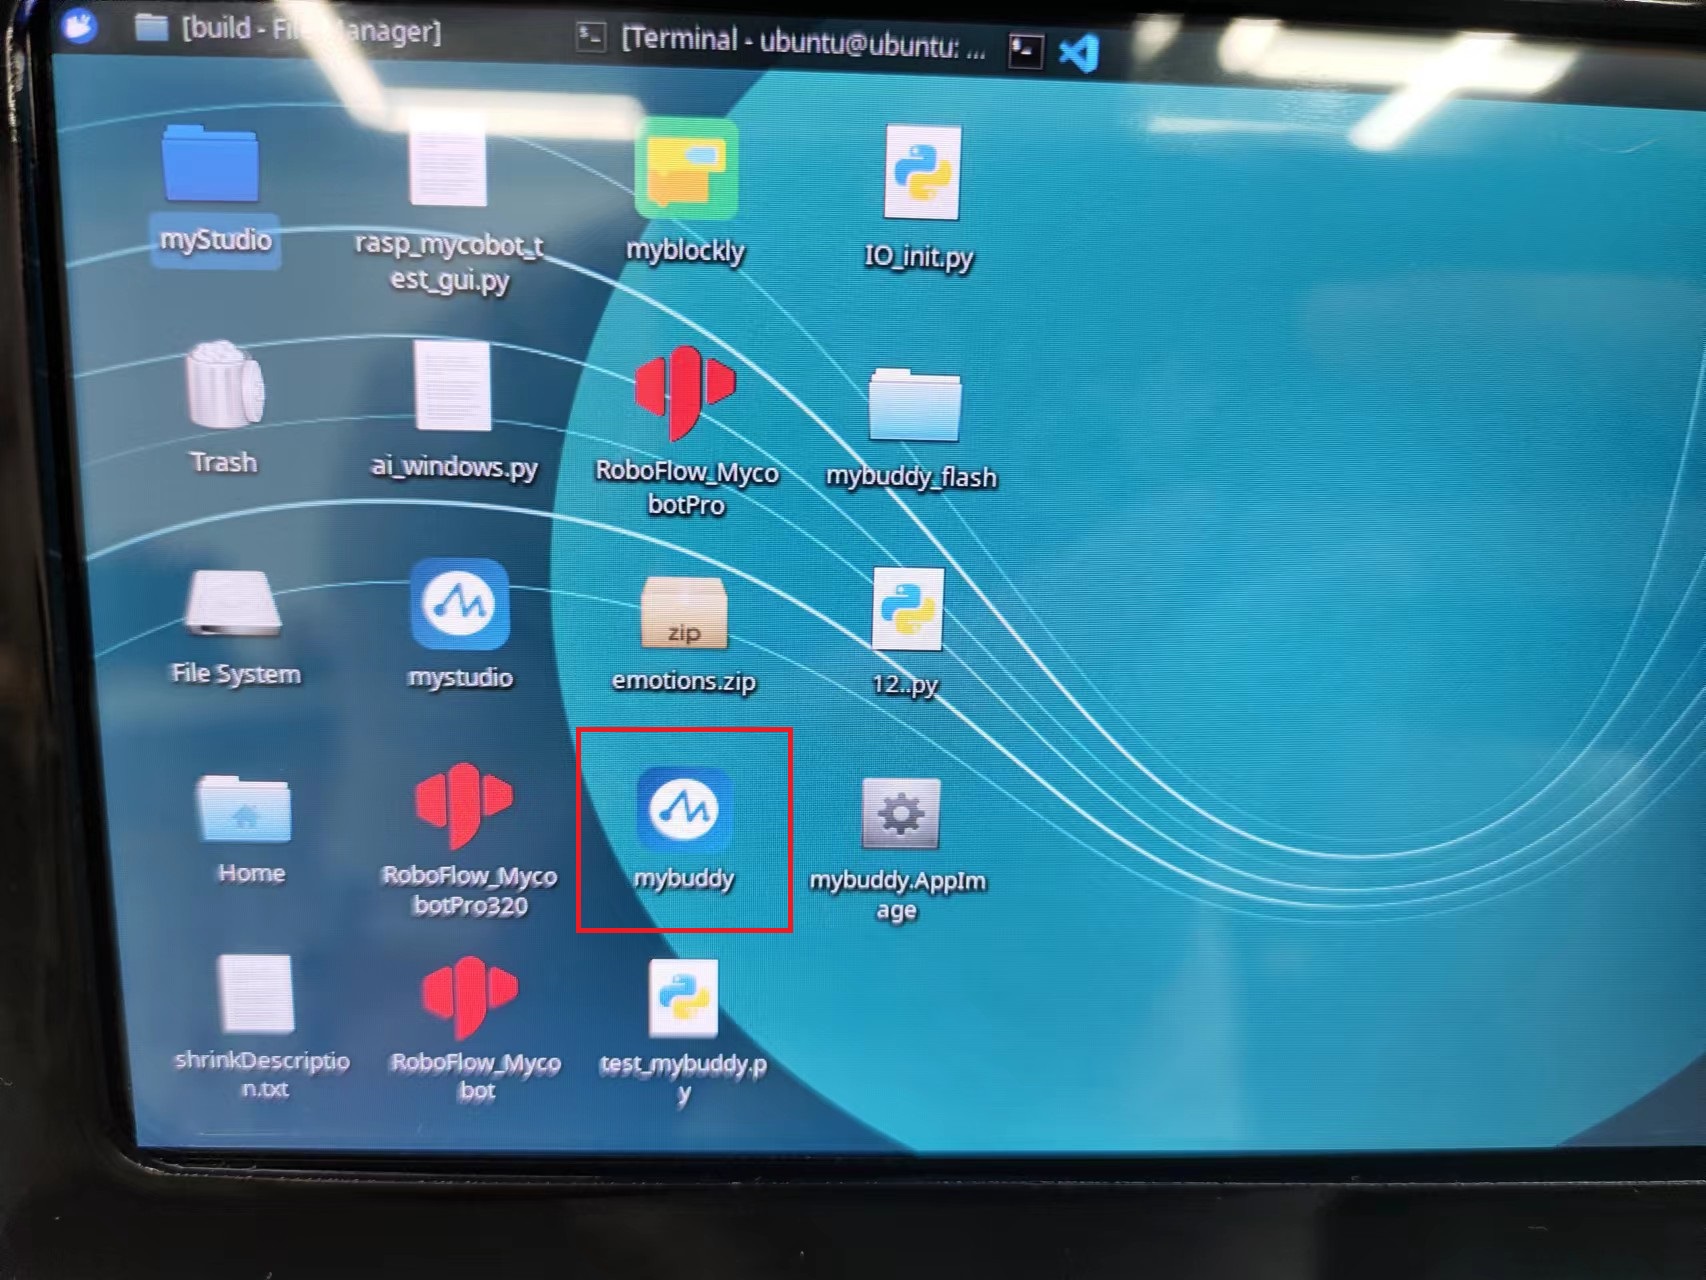 [build - File Manager]
[Terminal - ubuntu@ubuntu: ...
myStudio
rasp_mycobot_t
est_gui.py
myblockly
IO_init.py
Trash
ai_windows.py
RoboFlow_Myco
botPro
mybuddy_flash
File System
mystudio
zip
emotions.zip
12..py
Home
RoboFlow_Myco
botPro320
mybuddy
mybuddy.AppIm
age
shrinkDescriptio
n.txt
RoboFlow_Myco
bot
test_mybuddy.p
y